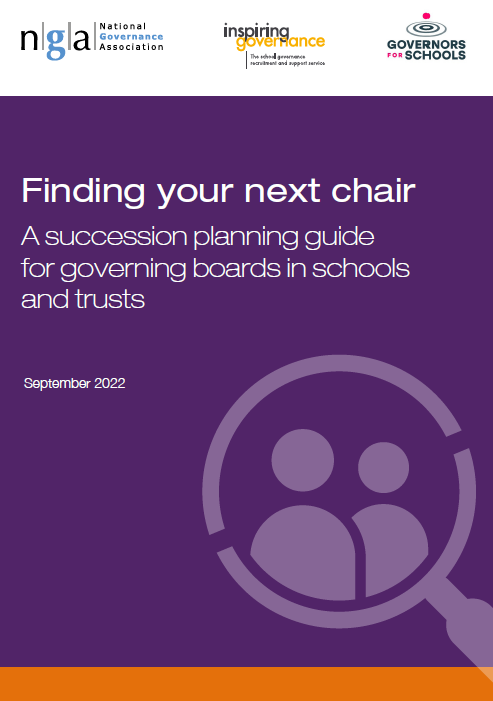 n|g|a
National
Governance
Association
inspiring
governance
The school governance
recruitment and support service
GOVERNORS
FOR SCHOOLS
Finding your next chair
A succession planning guide
for governing boards in schools
and trusts
September 2022